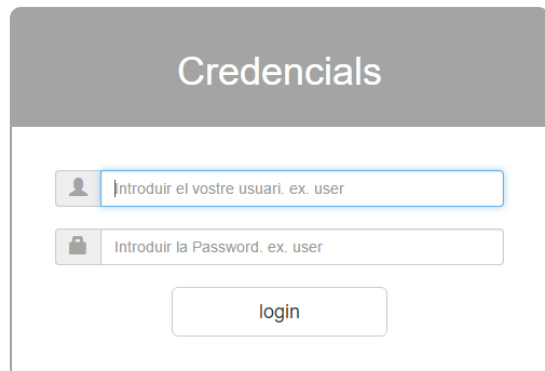 Credencials
Introduir el vostre usuari. ex. user
Introduir la Password. ex. user
login